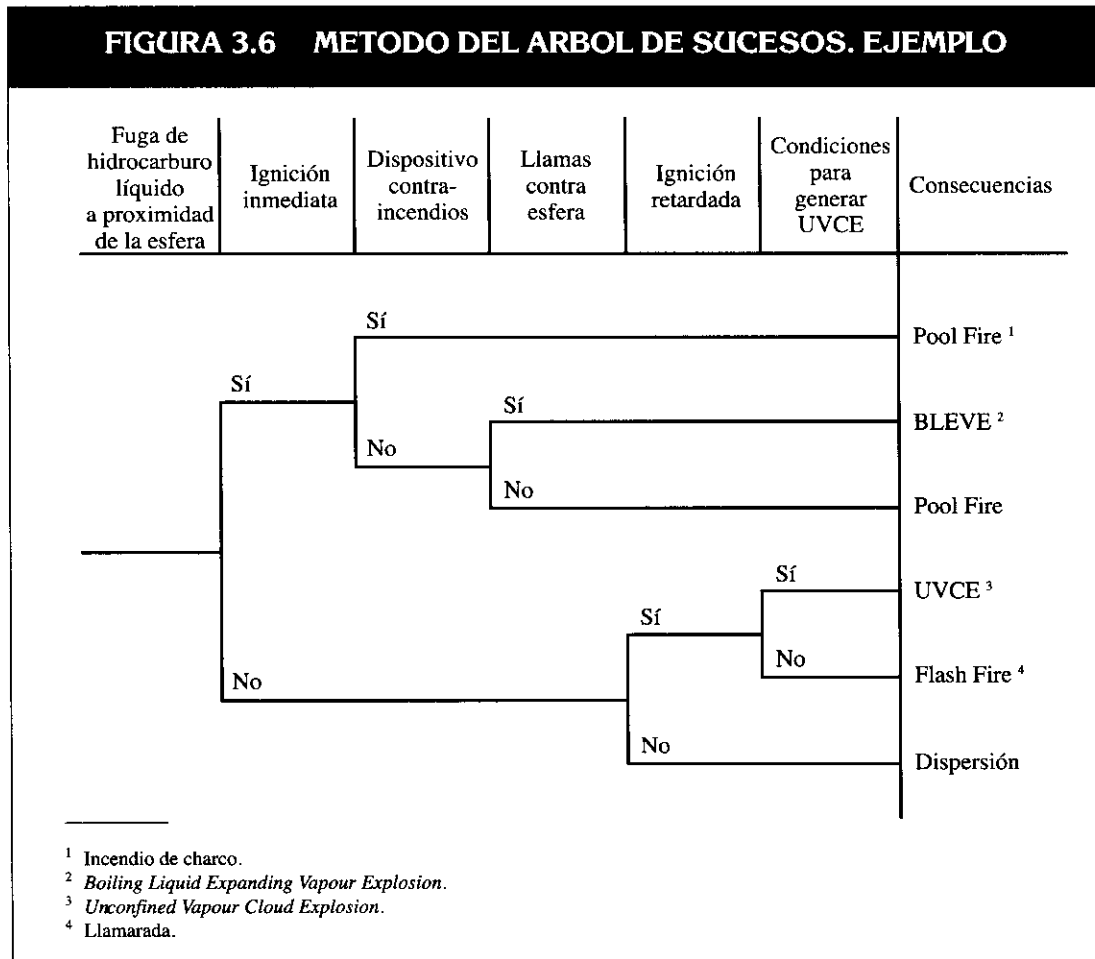 FIGURA 3.6 METODO DEL ARBOL DE SUCESOS. EJEMPLO
Fuga de
hidrocarburo
líquido
a proximidad
de la esfera
Ignición
inmediata
Dispositivo
contra-
incendios
Llamas
contra
esfera
Ignición
retardada
Condiciones
para
generar
UVCE
Consecuencias
Sí
Pool Fire ¹
Sí
Sí
BLEVE ²
No
No
Pool Fire
Sí
UVCE ³
Sí
No
Flash Fire ⁴
No
No
Dispersión
¹ Incendio de charco.
² Boiling Liquid Expanding Vapour Explosion.
³ Unconfined Vapour Cloud Explosion.
⁴ Llamarada.